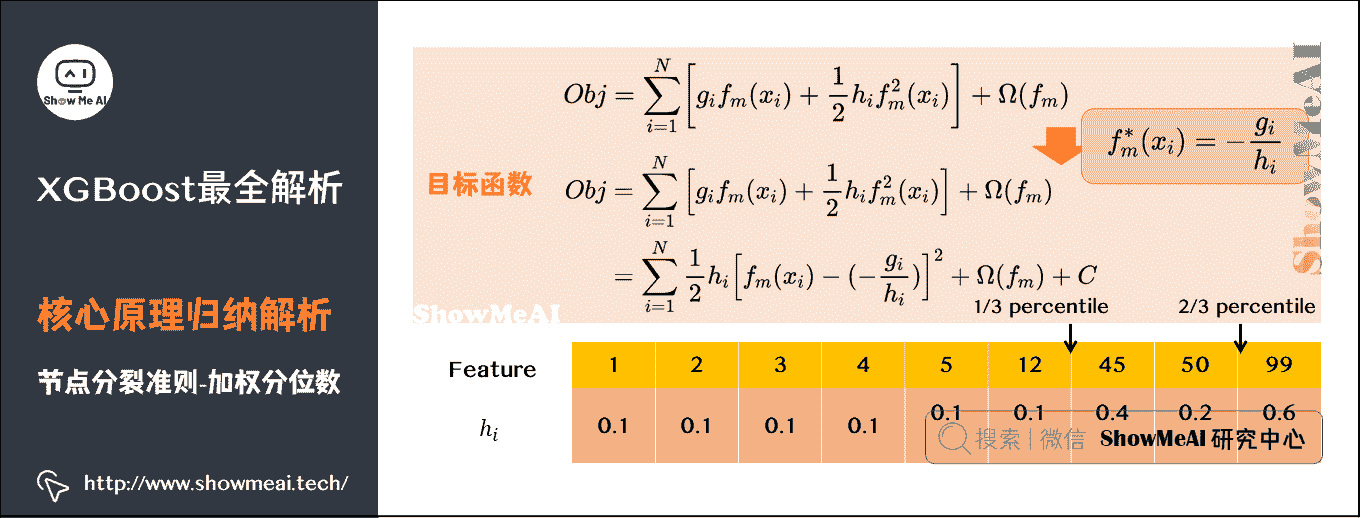 Show Me AI
XGBoost最全解析
核心原理归纳解析
节点分裂准则-加权分位数
http://www.showmeai.tech/
目标函数
Obj = \sum_{i=1}^{N} \left[ g_i f_m(x_i) + \frac{1}{2} h_i f_m^2(x_i) \right] + Ω(f_m)
f_m^*(x_i) = -\frac{g_i}{h_i}
Obj = \sum_{i=1}^{N} \left[ g_i f_m(x_i) + \frac{1}{2} h_i f_m^2(x_i) \right] + Ω(f_m)
= \sum_{i=1}^{N} \frac{1}{2} h_i \left[ f_m(x_i) - (-\frac{g_i}{h_i}) \right]^2 + Ω(f_m) + C
ShowMeAI
ShowMeAI
1/3 percentile 2/3 percentile
Feature 1 2 3 4 5 12 45 50 99
h_i 0.1 0.1 0.1 0.1 0.1 0.1 0.4 0.2 0.6
搜索 | 微信 ShowMeAI 研究中心